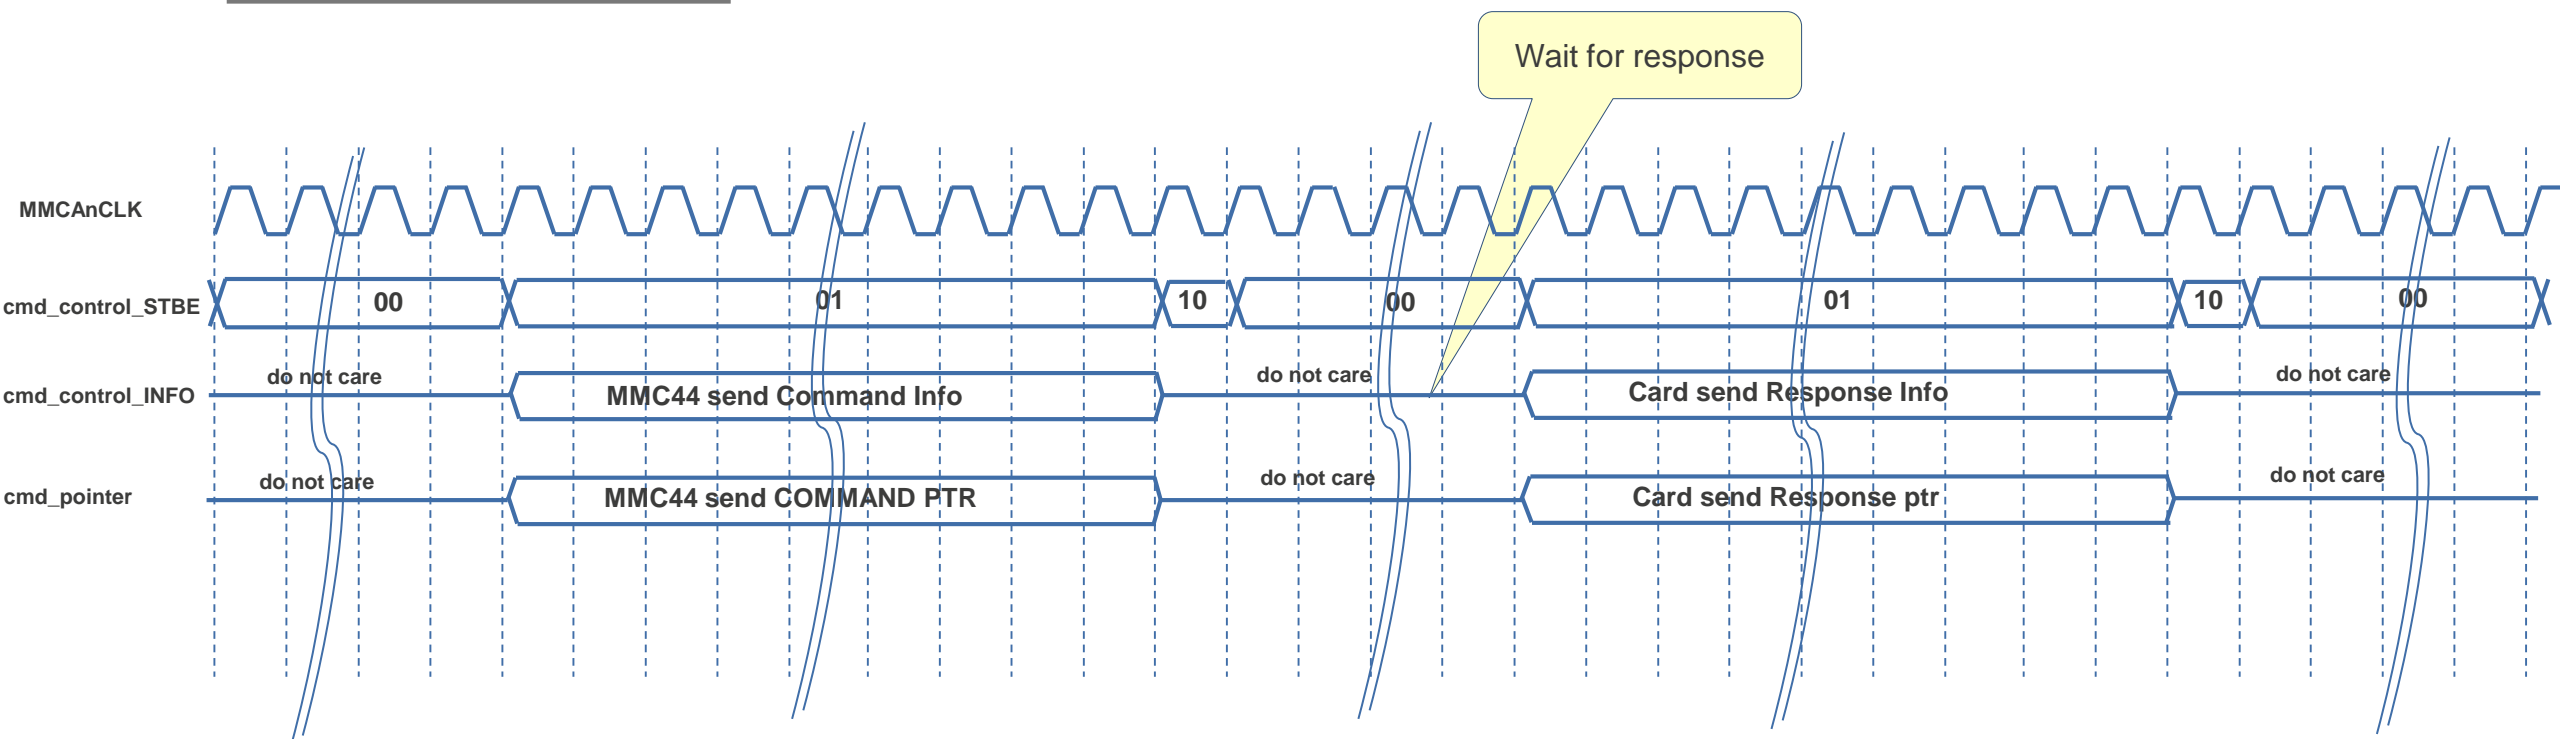 Wait for response
MMCAnCLK
cmd_control_STBE 00 01 10 00 01 10 00
cmd_control_INFO do not care MMC44 send Command Info do not care Card send Response Info do not care
cmd_pointer do not care MMC44 send COMMAND PTR do not care Card send Response ptr do not care